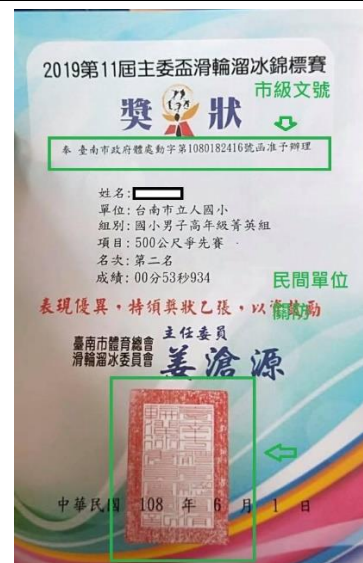 2019第11屆主委盃滑輪溜冰錦標賽
市級文號
獎狀
奉 臺南市政府體處動字第1080182416號函准予辦理
姓名:
單位:台南市立人國小
組別:國小男子高年級菁英組
項目:500公尺爭先賽
名次:第二名
成績:00分53秒934
民間單位
關防
表現優異,特頒獎狀乙張,以資鼓勵
臺南市體育總會
滑輪溜冰委員會
主任委員
姜滄源
中華民國 108 年 6 月 1 日